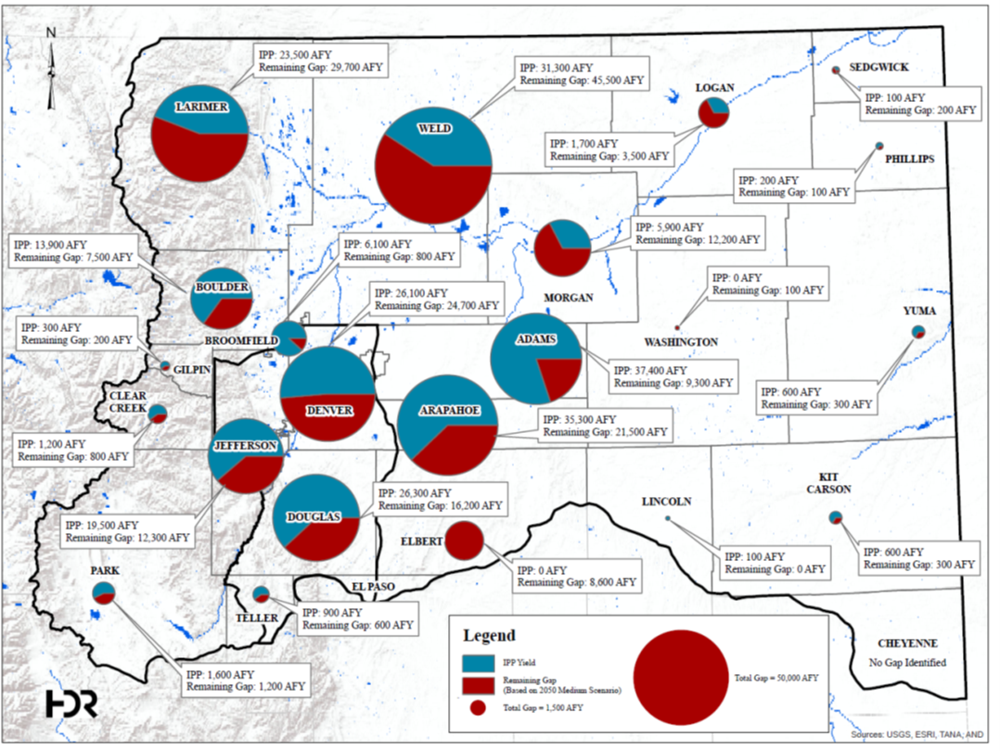 N
IPP: 23,500 AFY
Remaining Gap: 29,700 AFY
LARIMER
IPP: 31,300 AFY
Remaining Gap: 45,500 AFY
WELD
LOGAN
IPP: 1,700 AFY
Remaining Gap: 3,500 AFY
SEDGWICK
IPP: 100 AFY
Remaining Gap: 200 AFY
PHILLIPS
IPP: 200 AFY
Remaining Gap: 100 AFY
IPP: 13,900 AFY
Remaining Gap: 7,500 AFY
BOULDER
IPP: 6,100 AFY
Remaining Gap: 800 AFY
BROOMFIELD
IPP: 5,900 AFY
Remaining Gap: 12,200 AFY
MORGAN
IPP: 26,100 AFY
Remaining Gap: 24,700 AFY
DENVER
IPP: 0 AFY
Remaining Gap: 100 AFY
WASHINGTON
YUMA
IPP: 600 AFY
Remaining Gap: 300 AFY
IPP: 300 AFY
Remaining Gap: 200 AFY
GILPIN
ADAMS
IPP: 37,400 AFY
Remaining Gap: 9,300 AFY
CLEAR
CREEK
IPP: 1,200 AFY
Remaining Gap: 800 AFY
ARAPAHOE
IPP: 35,300 AFY
Remaining Gap: 21,500 AFY
JEFFERSON
IPP: 19,500 AFY
Remaining Gap: 12,300 AFY
DOUGLAS
IPP: 26,300 AFY
Remaining Gap: 16,200 AFY
ELBERT
IPP: 0 AFY
Remaining Gap: 8,600 AFY
LINCOLN
IPP: 100 AFY
Remaining Gap: 0 AFY
KIT
CARSON
IPP: 600 AFY
Remaining Gap: 300 AFY
PARK
IPP: 1,600 AFY
Remaining Gap: 1,200 AFY
EL PASO
TELLER
IPP: 900 AFY
Remaining Gap: 600 AFY
CHEYENNE
No Gap Identified
Legend
IPP Yield
Remaining Gap
(Based on 2050 Medium Scenario)
Total Gap = 1,500 AFY
Total Gap = 50,000 AFY
HDR
Sources: USGS, ESRI, TANA, AND